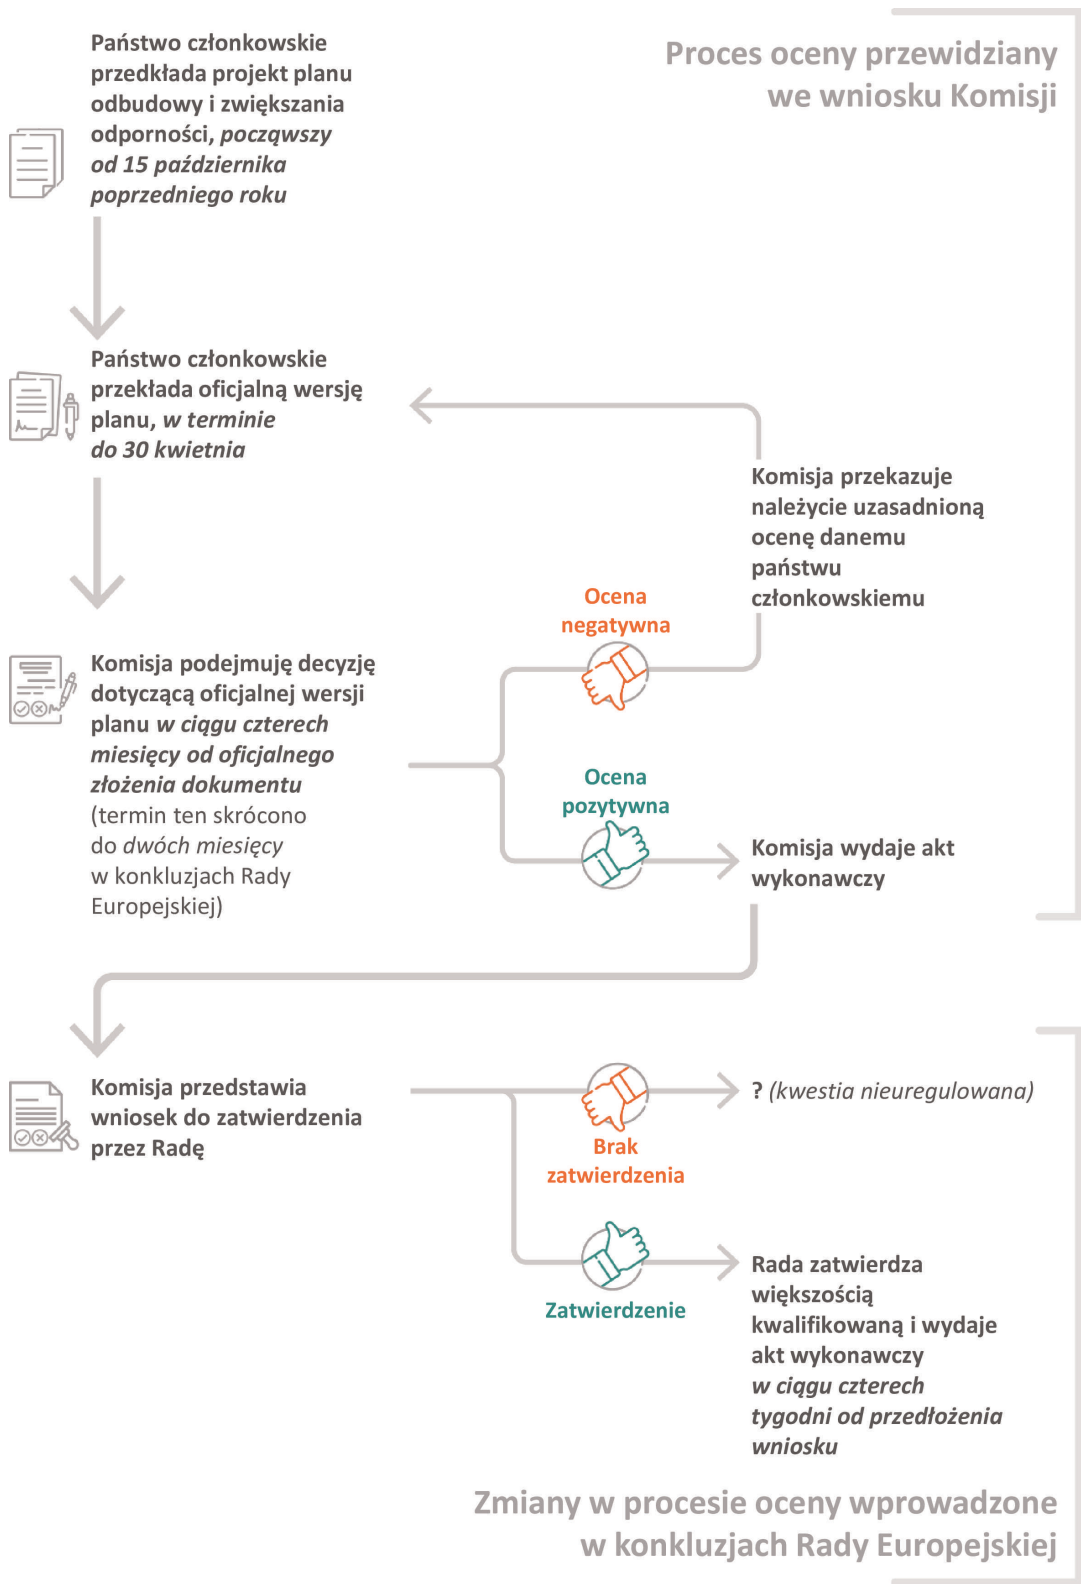 Proces oceny przewidziany
we wniosku Komisji
Państwo członkowskie
przedkłada projekt planu
odbudowy i zwiększania
odporności, począwszy
od 15 października
poprzedniego roku
Państwo członkowskie
przekłada oficjalną wersję
planu, w terminie
do 30 kwietnia
Komisja przekazuje
należycie uzasadnioną
ocenę danemu
państwu
członkowskiemu
Ocena
negatywna
Komisja podejmuję decyzję
dotyczącą oficjalnej wersji
planu w ciągu czterech
miesięcy od oficjalnego
złożenia dokumentu
(termin ten skrócono
do dwóch miesięcy
w konkluzjach Rady
Europejskiej)
Ocena
pozytywna
Komisja wydaje akt
wykonawczy
Komisja przedstawia
wniosek do zatwierdzenia
przez Radę
Brak
zatwierdzenia
? (kwestia nieuregulowana)
Zatwierdzenie
Rada zatwierdza
większością
kwalifikowaną i wydaje
akt wykonawczy
w ciągu czterech
tygodni od przedłożenia
wniosku
Zmiany w procesie oceny wprowadzone
w konkluzjach Rady Europejskiej